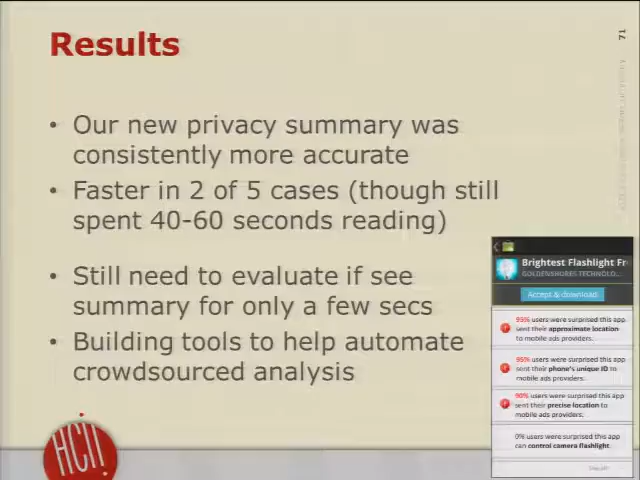 Results
71
• Our new privacy summary was
consistently more accurate
• Faster in 2 of 5 cases (though still
spent 40-60 seconds reading)
• Still need to evaluate if see
summary for only a few secs
• Building tools to help automate
crowdsourced analysis
Brightest Flashlight Fr
GOLDENSHORES TECHNOLO...
Accept & download
95% users were surprised this app
sent their approximate location
to mobile ads providers.
95% users were surprised this app
sent their phone's unique ID to
mobile ads providers.
90% users were surprised this app
sent their precise location to
mobile ads providers.
0% users were surprised this app
can control camera flashlight.
See all
HCII